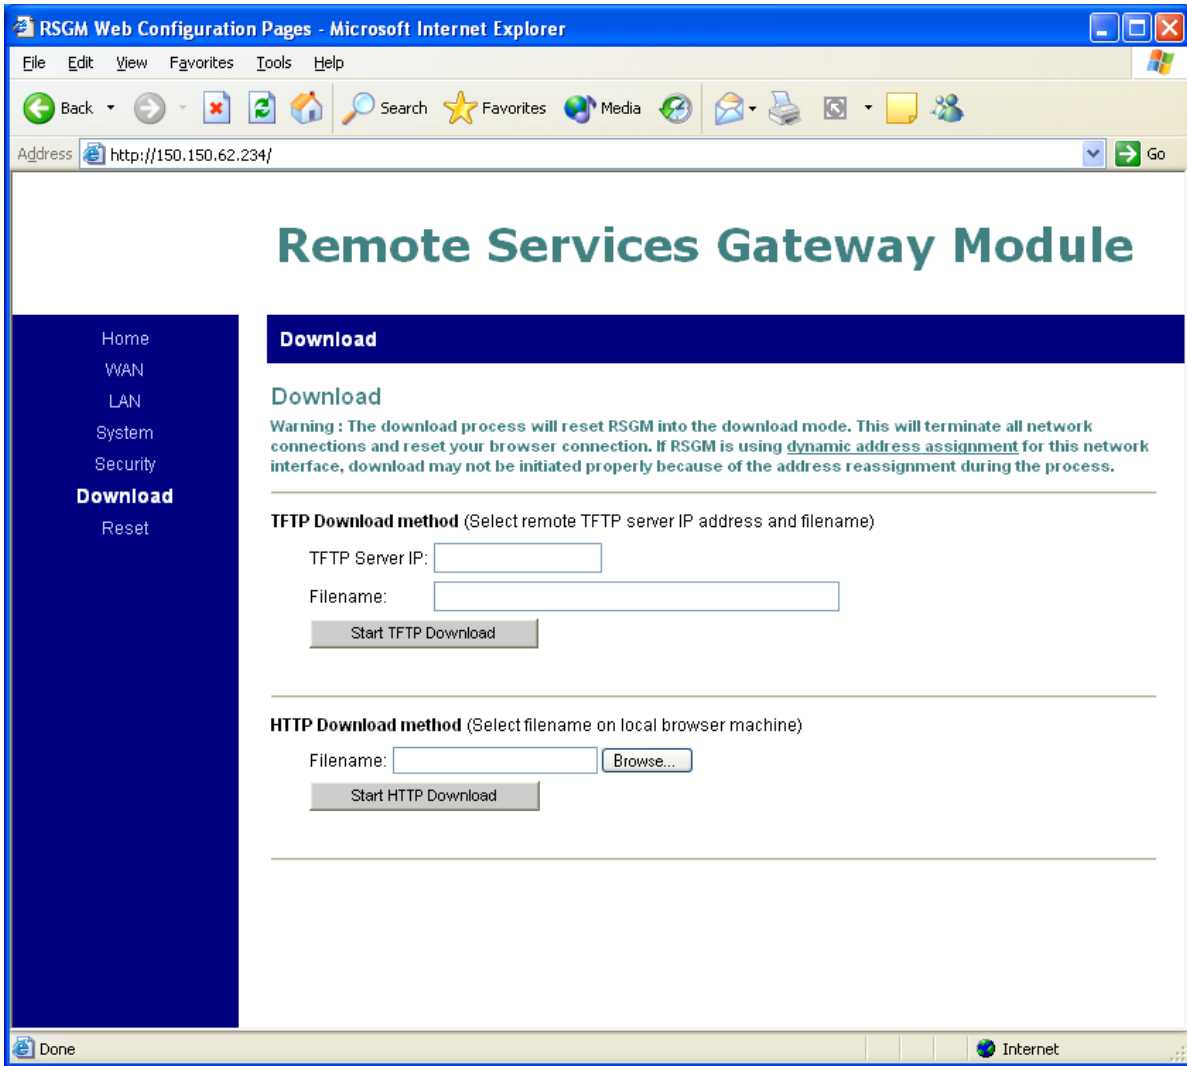 RSGM Web Configuration Pages - Microsoft Internet Explorer
File Edit View Favorites Tools Help
Back Search Favorites Media
Address http://150.150.62.234/ Go
Remote Services Gateway Module
Home
WAN
LAN
System
Security
Download
Reset
Download
Download
Warning : The download process will reset RSGM into the download mode. This will terminate all network
connections and reset your browser connection. If RSGM is using dynamic address assignment for this network
interface, download may not be initiated properly because of the address reassignment during the process.
TFTP Download method (Select remote TFTP server IP address and filename)
TFTP Server IP:
Filename:
Start TFTP Download
HTTP Download method (Select filename on local browser machine)
Filename: Browse...
Start HTTP Download
Done Internet